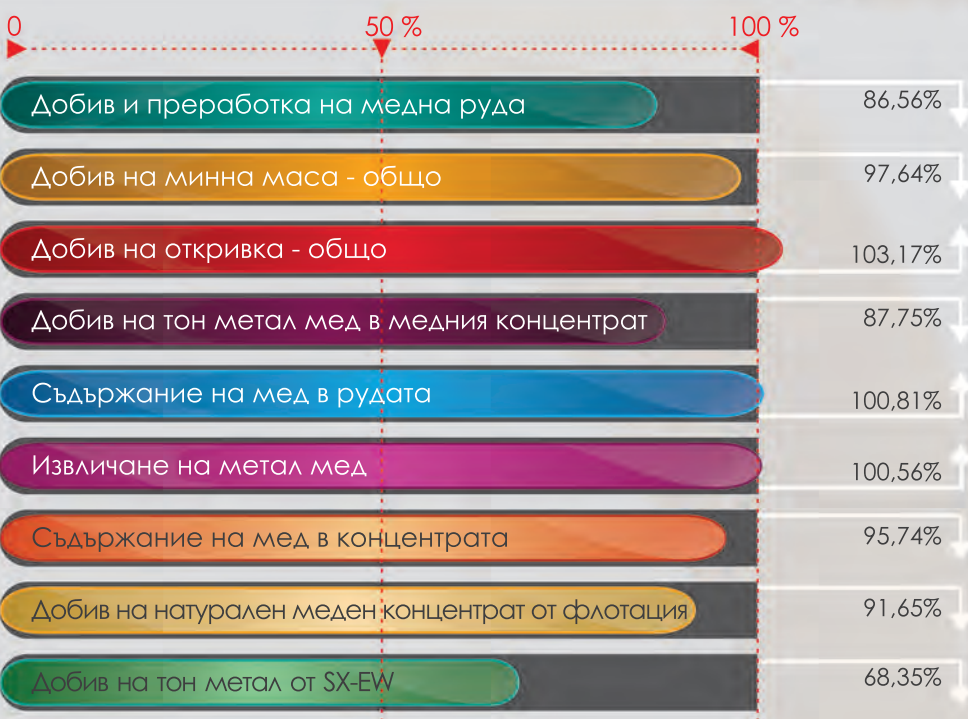 0 50 % 100 %
Добив и преработка на медна руда 86,56%
Добив на минна маса - общо 97,64%
Добив на откривка - общо 103,17%
Добив на тон метал мед в медния концентрат 87,75%
Съдържание на мед в рудата 100,81%
Извличане на метал мед 100,56%
Съдържание на мед в концентрата 95,74%
Добив на натурален меден концентрат от флотация 91,65%
Добив на тон метал от SX-EW 68,35%